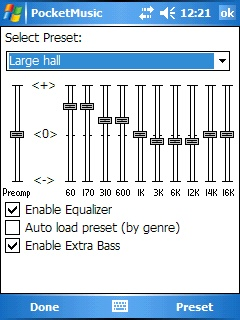 PocketMusic 12:21 ok
Select Preset:
Large hall
<+>
<0>
<->
Preamp 60 170 310 600 1K 3K 6K 12K 14K 16K
Enable Equalizer
Auto load preset (by genre)
Enable Extra Bass
Done Preset